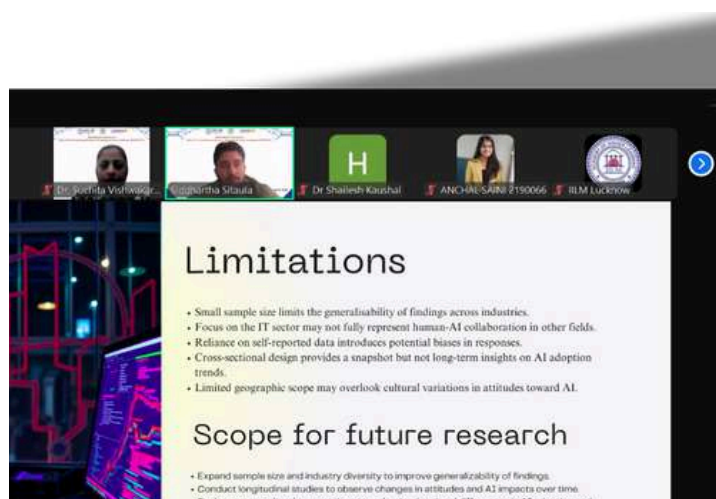 Dr. Suchita Vishwakar...
Siddhartha Sitaula
H
Dr Shailesh Kaushal
ANCHAL-SAINI 2190066
IILM Lucknow
Limitations
• Small sample size limits the generalisability of findings across industries.
• Focus on the IT sector may not fully represent human-AI collaboration in other fields.
• Reliance on self-reported data introduces potential biases in responses.
• Cross-sectional design provides a snapshot but not long-term insights on AI adoption
trends.
• Limited geographic scope may overlook cultural variations in attitudes toward AI.
Scope for future research
• Expand sample size and industry diversity to improve generalizability of findings.
• Conduct longitudinal studies to observe changes in attitudes and AI impacts over time.